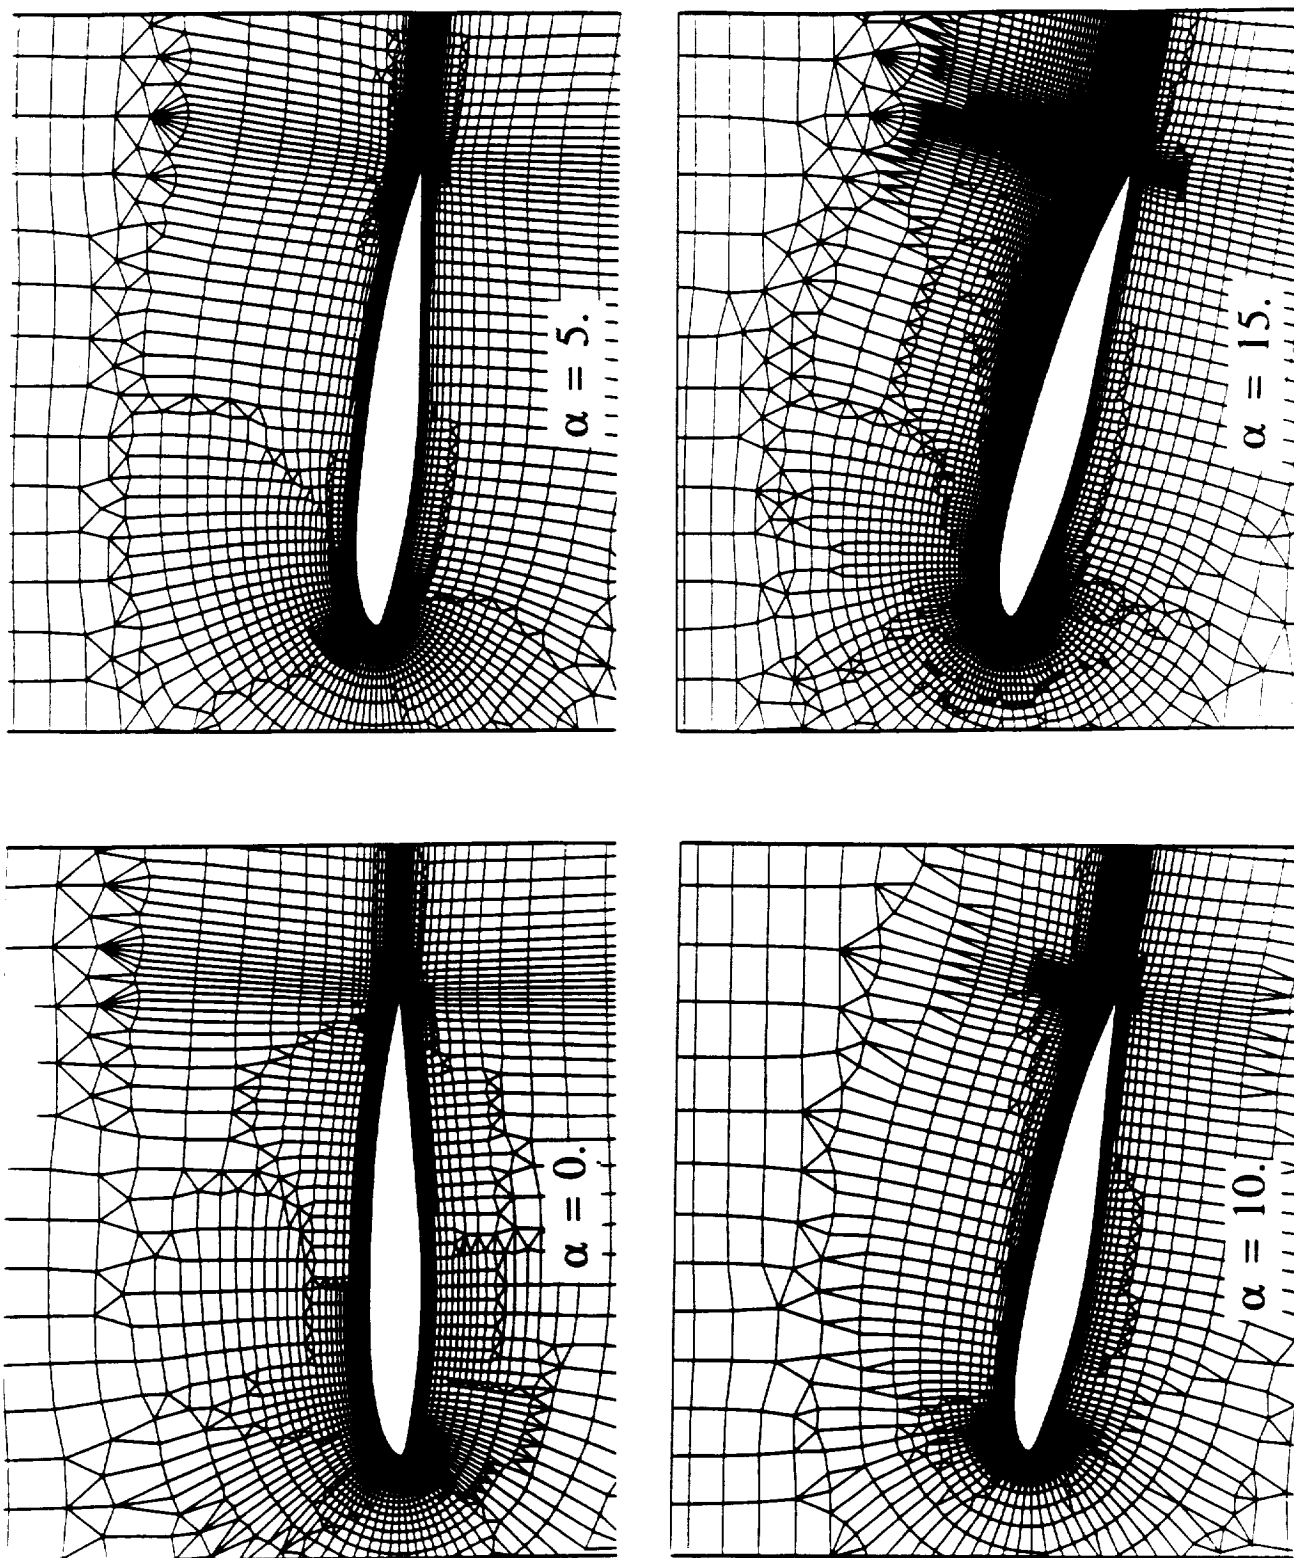 α = 0.
α = 5.
α = 10.
α = 15.